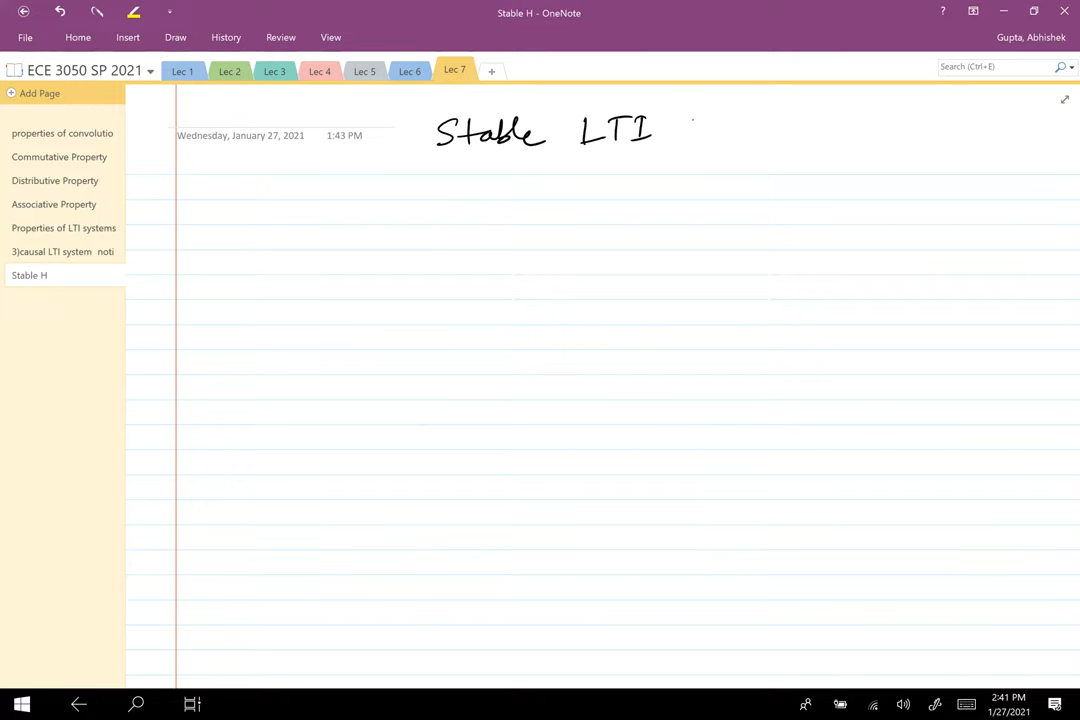 Stable H - OneNote
?
File Home Insert Draw History Review View
Gupta, Abhishek
ECE 3050 SP 2021
Lec 1 Lec 2 Lec 3 Lec 4 Lec 5 Lec 6 Lec 7 +
Search (Ctrl+E)
Add Page
properties of convolutio
Commutative Property
Distributive Property
Associative Property
Properties of LTI systems
3)causal LTI system noti
Stable H
Wednesday, January 27, 2021 1:43 PM
Stable LTI
2:41 PM
1/27/2021